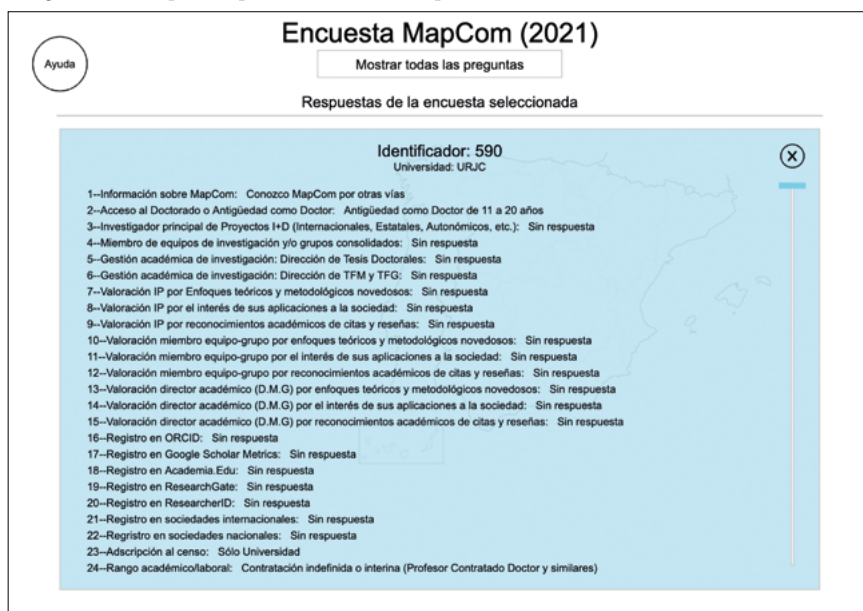 Encuesta MapCom (2021)
Ayuda
Mostrar todas las preguntas
Respuestas de la encuesta seleccionada
Identificador: 590
X
Universidad: URJC
1--Información sobre MapCom: Conozco MapCom por otras vías
2--Acceso al Doctorado o Antigüedad como Doctor: Antigüedad como Doctor de 11 a 20 años
3--Investigador principal de Proyectos I+D (Internacionales, Estatales, Autonómicos, etc.): Sin respuesta
4--Miembro de equipos de investigación y/o grupos consolidados: Sin respuesta
5--Gestión académica de investigación: Dirección de Tesis Doctorales: Sin respuesta
6--Gestión académica de investigación: Dirección de TFM y TFG: Sin respuesta
7--Valoración IP por Enfoques teóricos y metodológicos novedosos: Sin respuesta
8--Valoración IP por el interés de sus aplicaciones a la sociedad: Sin respuesta
9--Valoración IP por reconocimientos académicos de citas y reseñas: Sin respuesta
10--Valoración miembro equipo-grupo por enfoques teóricos y metodológicos novedosos: Sin respuesta
11--Valoración miembro equipo-grupo por el interés de sus aplicaciones a la sociedad: Sin respuesta
12--Valoración miembro equipo-grupo por reconocimientos académicos de citas y reseñas: Sin respuesta
13--Valoración director académico (D.M.G) por enfoques teóricos y metodológicos novedosos: Sin respuesta
14--Valoración director académico (D.M.G) por el interés de sus aplicaciones a la sociedad: Sin respuesta
15--Valoración director académico (D.M.G) por reconocimientos académicos de citas y reseñas: Sin respuesta
16--Registro en ORCID: Sin respuesta
17--Registro en Google Scholar Metrics: Sin respuesta
18--Registro en Academia.Edu: Sin respuesta
19--Registro en ResearchGate: Sin respuesta
20--Registro en ResearcherID: Sin respuesta
21--Registro en sociedades internacionales: Sin respuesta
22--Regristro en sociedades nacionales: Sin respuesta
23--Adscripción al censo: Sólo Universidad
24--Rango académico/laboral: Contratación indefinida o interina (Profesor Contratado Doctor y similares)